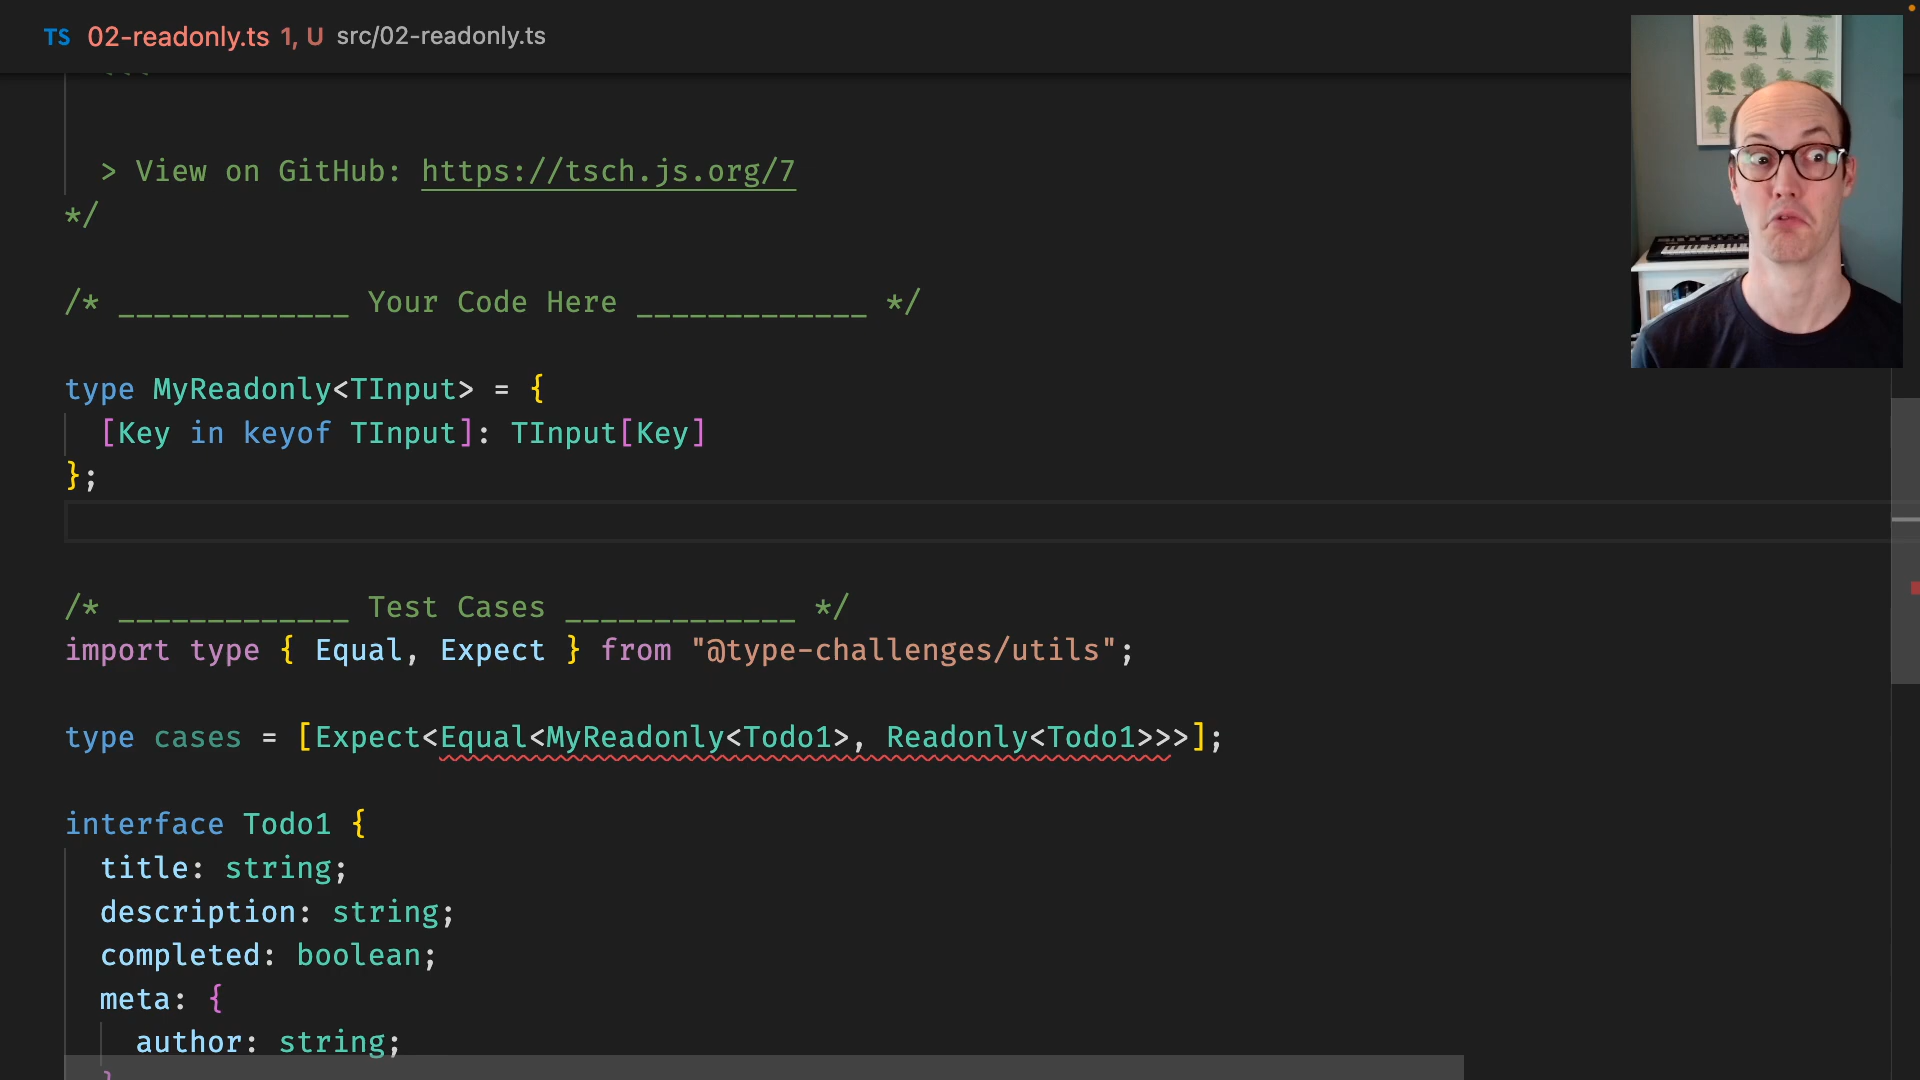 TS 02-readonly.ts 1, U src/02-readonly.ts
> View on GitHub: https://tsch.js.org/7
*/
/* _____________ Your Code Here _____________ */
type MyReadonly<TInput> = {
[Key in keyof TInput]: TInput[Key]
};
/* _____________ Test Cases _____________ */
import type { Equal, Expect } from "@type-challenges/utils";
type cases = [Expect<Equal<MyReadonly<Todo1>, Readonly<Todo1>>>];
interface Todo1 {
title: string;
description: string;
completed: boolean;
meta: {
author: string;